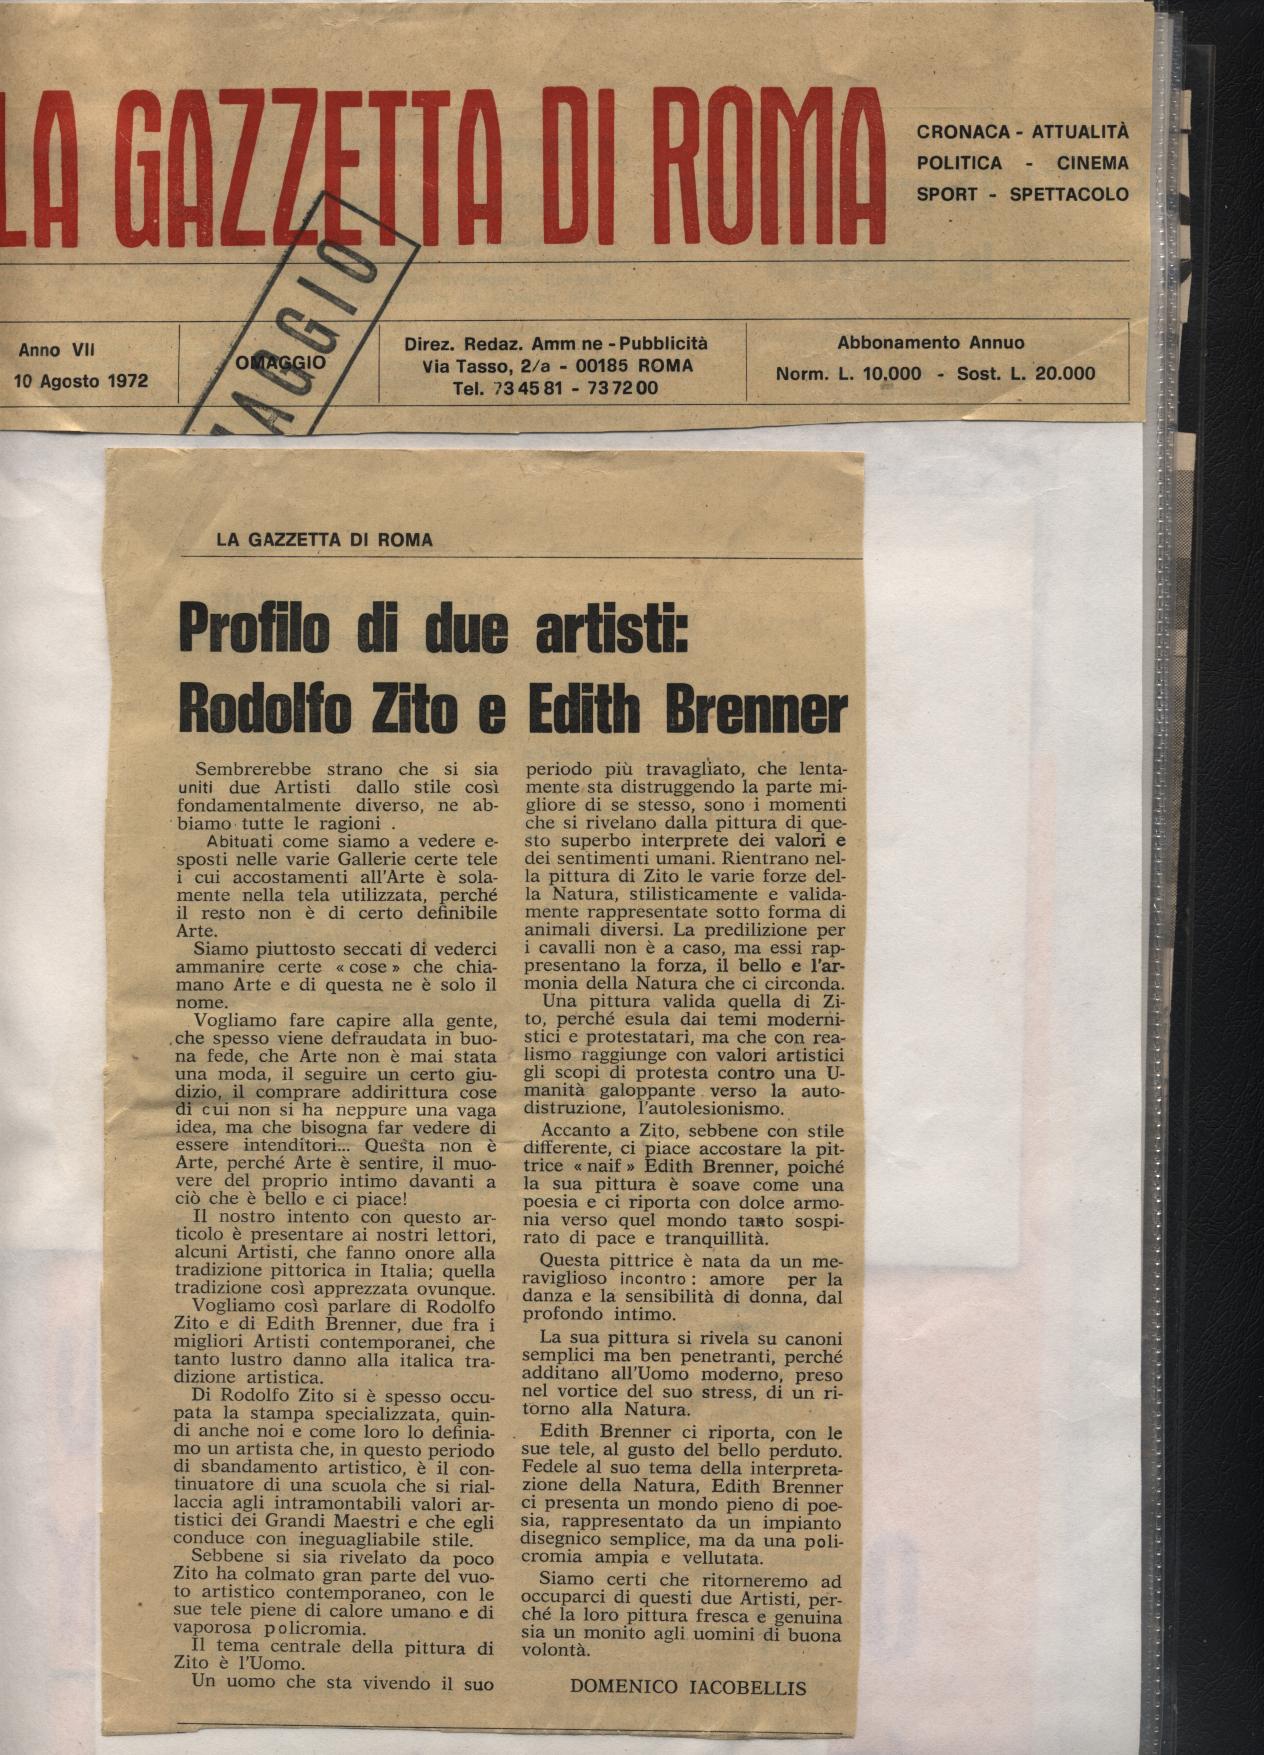 LA GAZZETTA DI ROMA
CRONACA - ATTUALITÀ
POLITICA - CINEMA
SPORT - SPETTACOLO
Anno VII
10 Agosto 1972
OMAGGIO
AGGIO
Direz. Redaz. Amm ne - Pubblicità
Via Tasso, 2/a - 00185 ROMA
Tel. 73 45 81 - 73 72 00
Abbonamento Annuo
Norm. L. 10,000 - Sost. L. 20.000
LA GAZZETTA DI ROMA
Profilo di due artisti:
Rodolfo Zito e Edith Brenner
Sembrerebbe strano che si sia
uniti due Artisti dallo stile così
fondamentalmente diverso, ne ab-
biamo tutte le ragioni .
Abituati come siamo a vedere e-
sposti nelle varie Gallerie certe tele
i cui accostamenti all'Arte è sola-
mente nella tela utilizzata, perché
il resto non è di certo definibile
Arte.
Siamo piuttosto seccati di vederci
ammanire certe « cose » che chia-
mano Arte e di questa ne è solo il
nome.
Vogliamo fare capire alla gente,
che spesso viene defraudata in buo-
na fede, che Arte non è mai stata
una moda, il seguire un certo giu-
dizio, il comprare addirittura cose
di cui non si ha neppure una vaga
idea, ma che bisogna far vedere di
essere intenditori... Questa non è
Arte, perché Arte è sentire, il muo-
vere del proprio intimo davanti a
ciò che è bello e ci piace!
Il nostro intento con questo ar-
ticolo è presentare ai nostri lettori,
alcuni Artisti, che fanno onore alla
tradizione pittorica in Italia; quella
tradizione così apprezzata ovunque.
Vogliamo così parlare di Rodolfo
Zito e di Edith Brenner, due fra i
migliori Artisti contemporanei, che
tanto lustro danno alla italica tra-
dizione artistica.
Di Rodolfo Zito si è spesso occu-
pata la stampa specializzata, quin-
di anche noi e come loro lo definia-
mo un artista che, in questo periodo
di sbandamento artistico, è il con-
tinuatore di una scuola che si rial-
laccia agli intramontabili valori ar-
tistici dei Grandi Maestri e che egli
conduce con ineguagliabile stile.
Sebbene si sia rivelato da poco
Zito ha colmato gran parte del vuo-
to artistico contemporaneo, con le
sue tele piene di calore umano e di
vaporosa policromia.
Il tema centrale della pittura di
Zito è l'Uomo.
Un uomo che sta vivendo il suo
periodo più travagliato, che lenta-
mente sta distruggendo la parte mi-
gliore di se stesso, sono i momenti
che si rivelano dalla pittura di que-
sto superbo interprete dei valori e
dei sentimenti umani. Rientrano nel-
la pittura di Zito le varie forze del-
la Natura, stilisticamente e valida-
mente rappresentate sotto forma di
animali diversi. La predilizione per
i cavalli non è a caso, ma essi rap-
presentano la forza, il bello e l'ar-
monia della Natura che ci circonda.
Una pittura valida quella di Zi-
to, perché esula dai temi moderni-
stici e protestatari, ma che con rea-
lismo raggiunge con valori artistici
gli scopi di protesta contro una U-
manità galoppante verso la auto-
distruzione, l'autolesionismo.
Accanto a Zito, sebbene con stile
differente, ci piace accostare la pit-
trice « naif » Edith Brenner, poiché
la sua pittura è soave come una
poesia e ci riporta con dolce armo-
nia verso quel mondo tanto sospi-
rato di pace e tranquillità.
Questa pittrice è nata da un me-
raviglioso incontro : amore per la
danza e la sensibilità di donna, dal
profondo intimo.
La sua pittura si rivela su canoni
semplici ma ben penetranti, perché
additano all'Uomo moderno, preso
nel vortice del suo stress, di un ri-
torno alla Natura.
Edith Brenner ci riporta, con le
sue tele, al gusto del bello perduto.
Fedele al suo tema della interpreta-
zione della Natura, Edith Brenner
ci presenta un mondo pieno di poe-
sia, rappresentato da un impianto
disegnico semplice, ma da una poli-
cromia ampia e vellutata.
Siamo certi che ritorneremo ad
occuparci di questi due Artisti, per-
ché la loro pittura fresca e genuina
sia un monito agli uomini di buona
volontà.
DOMENICO IACOBELLIS